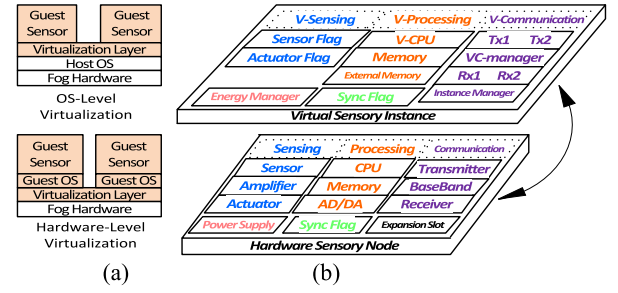 Guest Sensor
Guest Sensor
Virtualization Layer
Host OS
Fog Hardware
OS-Level
Virtualization
Guest Sensor
Guest Sensor
Guest OS
Guest OS
Virtualization Layer
Fog Hardware
Hardware-Level
Virtualization
(a)
V-Sensing V-Processing V-Communication
Sensor Flag V-CPU Tx1 Tx2
Actuator Flag Memory VC-manager
External Memory Rx1 Rx2
Energy Manager Sync Flag Instance Manager
Virtual Sensory Instance
Sensing Processing Communication
Sensor CPU Transmitter
Amplifier Memory BaseBand
Actuator AD/DA Receiver
Power Supply Sync Flag Expansion Slot
Hardware Sensory Node
(b)